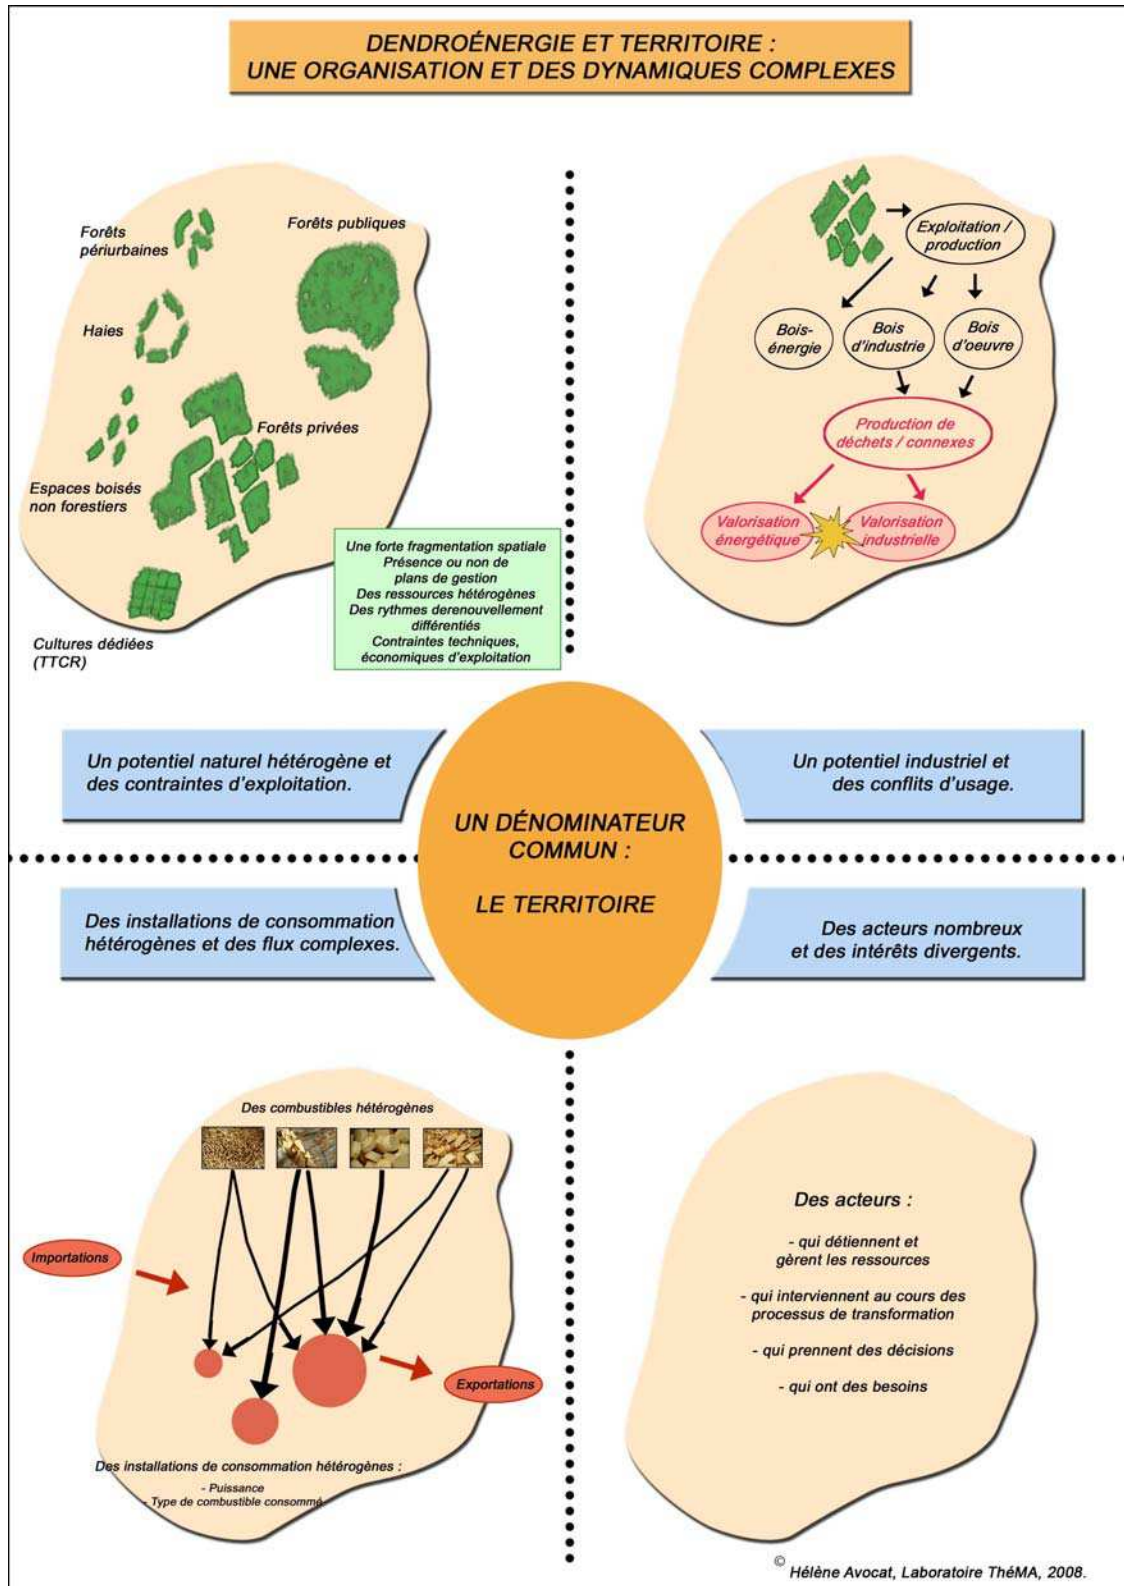 DENDROÉNERGIE ET TERRITOIRE :
UNE ORGANISATION ET DES DYNAMIQUES COMPLEXES
Forêts
périurbaines
Forêts publiques
Haies
Forêts privées
Espaces boisés
non forestiers
Cultures dédiées
(TTCR)
Une forte fragmentation spatiale
Présence ou non de
plans de gestion
Des ressources hétérogènes
Des rythmes derenouvellement
différentiés
Contraintes techniques,
économiques d'exploitation
Exploitation /
production
Bois-
énergie
Bois
d'industrie
Bois
d'oeuvre
Production de
déchets / connexes
Valorisation
énergétique
Valorisation
industrielle
Un potentiel naturel hétérogène et
des contraintes d'exploitation.
Un potentiel industriel et
des conflits d'usage.
UN DÉNOMINATEUR
COMMUN :
LE TERRITOIRE
Des installations de consommation
hétérogènes et des flux complexes.
Des acteurs nombreux
et des intérêts divergents.
Des combustibles hétérogènes
Importations
Exportations
Des installations de consommation hétérogènes :
- Puissance
- Type de combustible consommé
Des acteurs :
- qui détiennent et
gèrent les ressources
- qui interviennent au cours des
processus de transformation
- qui prennent des décisions
- qui ont des besoins
© Hélène Avocat, Laboratoire ThéMA, 2008.